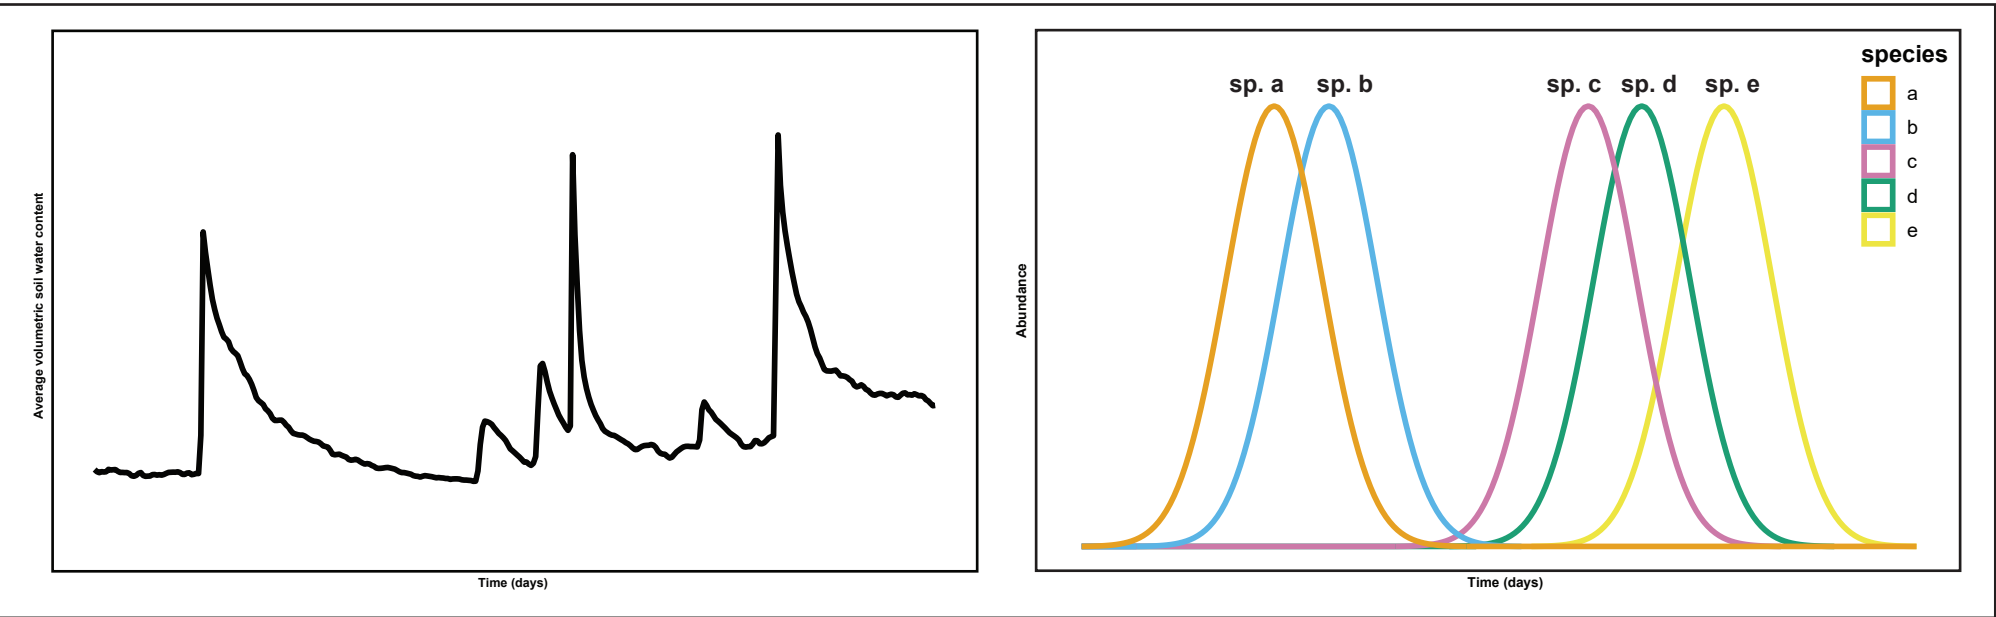 Average volumetric soil water content
Time (days)
sp. a sp. b sp. c sp. d sp. e
species
a
b
c
d
e
Abundance
Time (days)